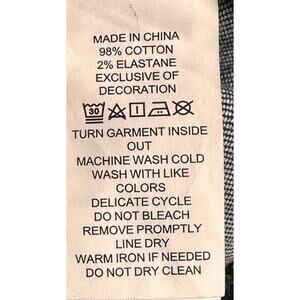 MADE IN CHINA
98% COTTON
2% ELASTANE
EXCLUSIVE OF
DECORATION
30
TURN GARMENT INSIDE
OUT
MACHINE WASH COLD
WASH WITH LIKE
COLORS
DELICATE CYCLE
DO NOT BLEACH
REMOVE PROMPTLY
LINE DRY
WARM IRON IF NEEDED
DO NOT DRY CLEAN